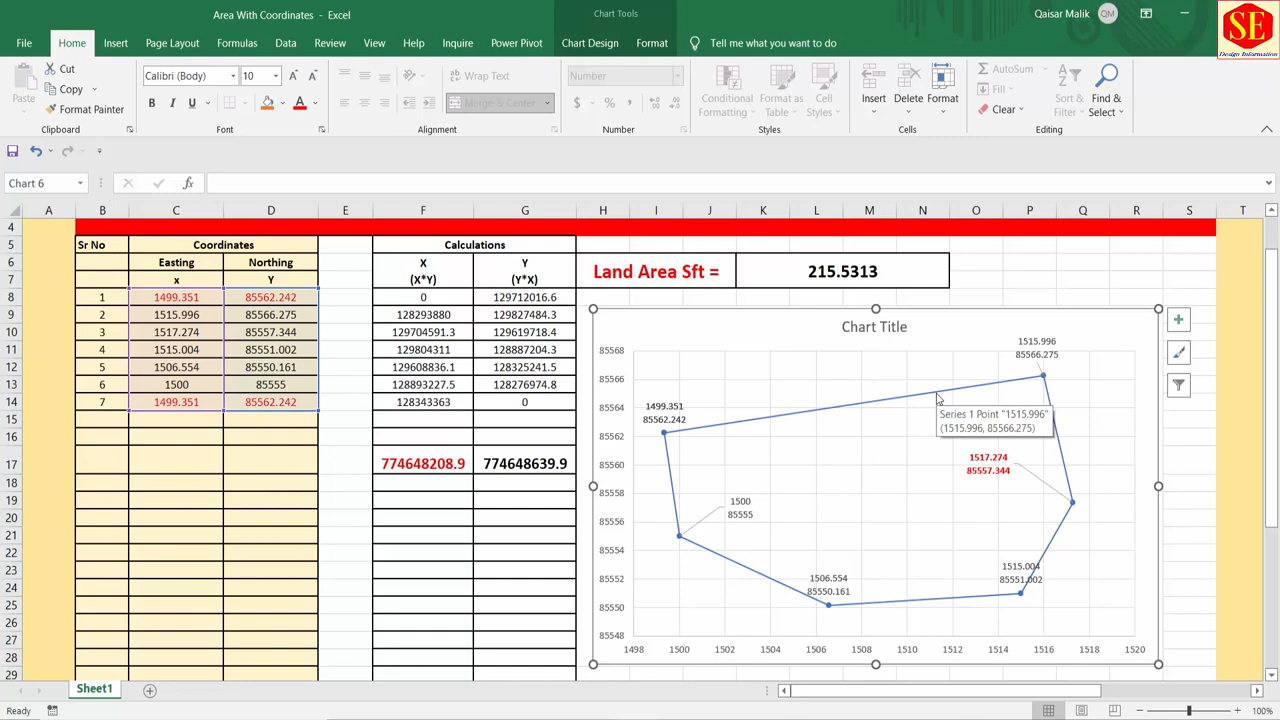 Area With Coordinates - Excel
Chart Tools
Qaisar Malik QM
SE
Design Information
File Home Insert Page Layout Formulas Data Review View Help Inquire Power Pivot Chart Design Format Tell me what you want to do
Paste
Cut
Copy
Format Painter
Clipboard
Calibri (Body) 10
B I U
Font
Wrap Text
Merge & Center
Alignment
Number
Number
Conditional Formatting
Format as Table
Cell Styles
Styles
Insert Delete Format
Cells
AutoSum
Fill
Clear
Sort & Filter
Find & Select
Editing
Chart 6
A B C D E F G H I J K L M N O P Q R S T
4
5 Sr No Coordinates Calculations
6 Easting Northing X Y
7 x Y (X*Y) (Y*X)
Land Area Sft = 215.5313
8 1 1499.351 85562.242 0 129712016.6
9 2 1515.996 85566.275 128293880 129827484.3
10 3 1517.274 85557.344 129704591.3 129619718.4
11 4 1515.004 85551.002 129804311 128887204.3
12 5 1506.554 85550.161 129608836.1 128325241.5
13 6 1500 85555 128893227.5 128276974.8
14 7 1499.351 85562.242 128343363 0
15
16
17 774648208.9 774648639.9
18
19
20
21
22
23
24
25
26
27
28
29
Chart Title
85568
85566
85564
85562
85560
85558
85556
85554
85552
85550
85548
1498 1500 1502 1504 1506 1508 1510 1512 1514 1516 1518 1520
1515.996
85566.275
1499.351
85562.242
Series 1 Point "1515.996"
(1515.996, 85566.275)
1517.274
85557.344
1500
85555
1515.004
85551.002
1506.554
85550.161
Sheet1
Ready
100%